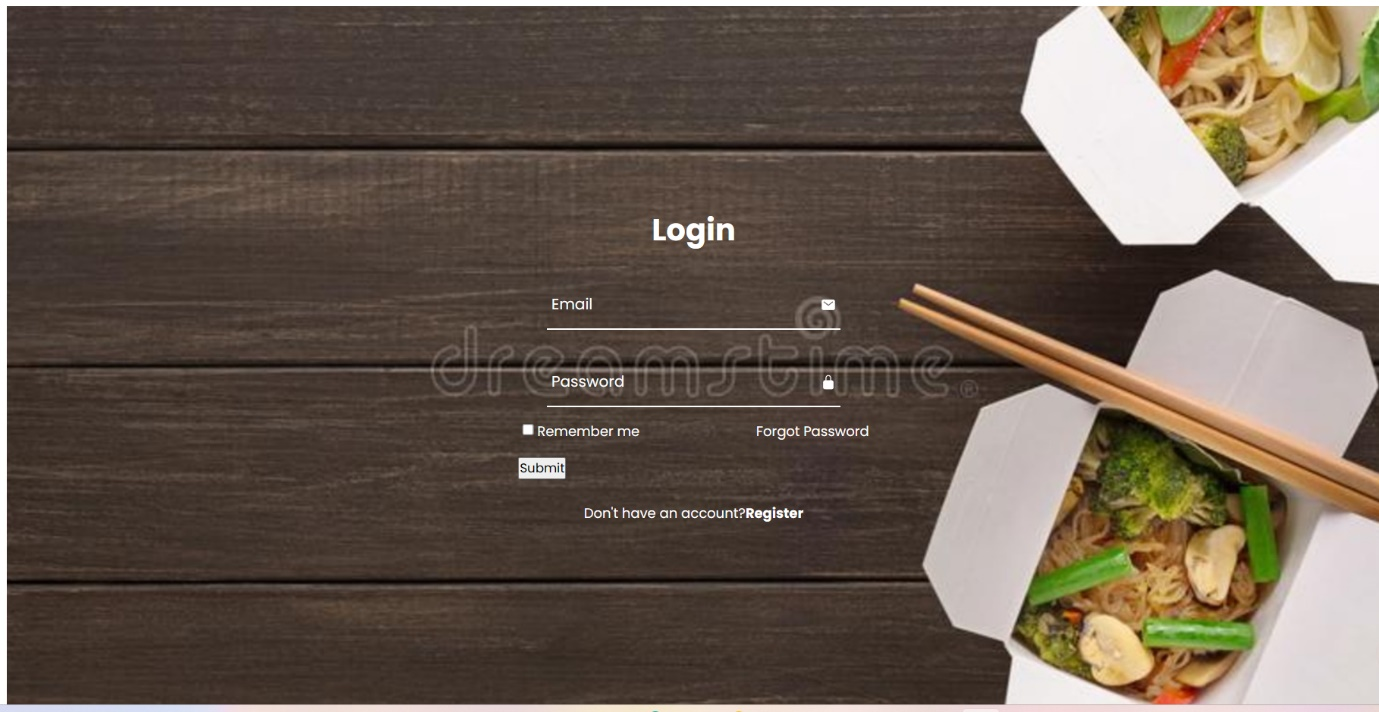 Login
Email
dreamstime®
Password
Remember me Forgot Password
Submit
Don't have an account?Register